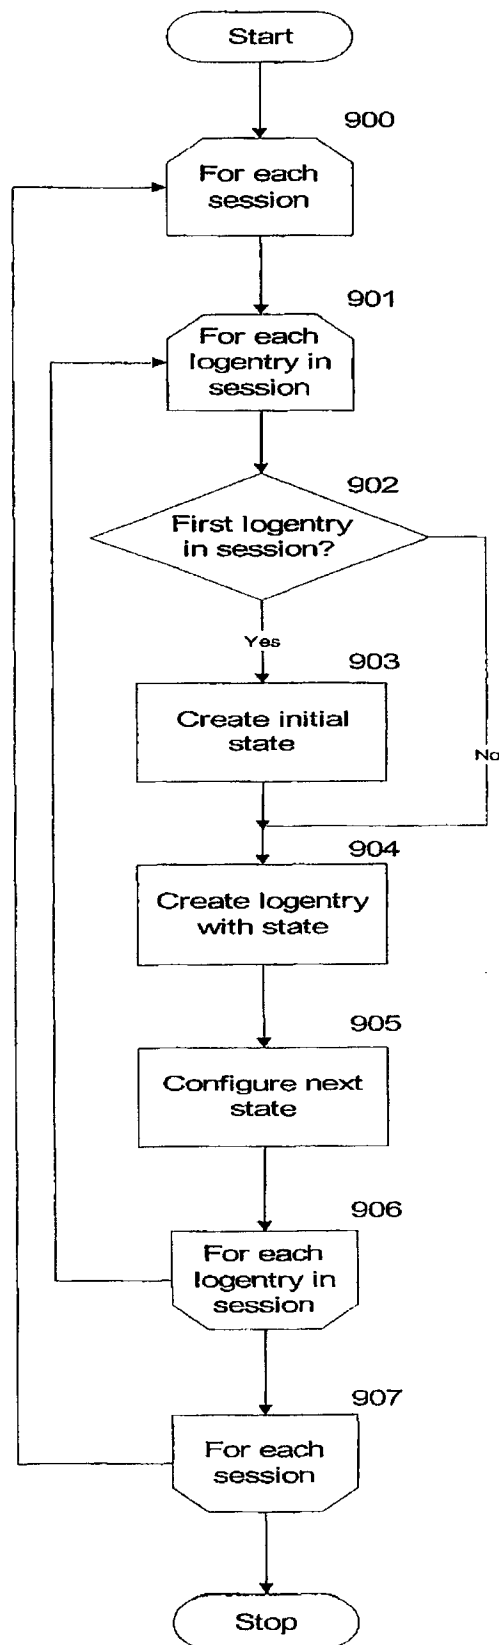 Start
900
For each
session
901
For each
logentry in
session
902
First logentry
in session?
Yes
903
Create initial
state
No
904
Create logentry
with state
905
Configure next
state
906
For each
logentry in
session
907
For each
session
Stop